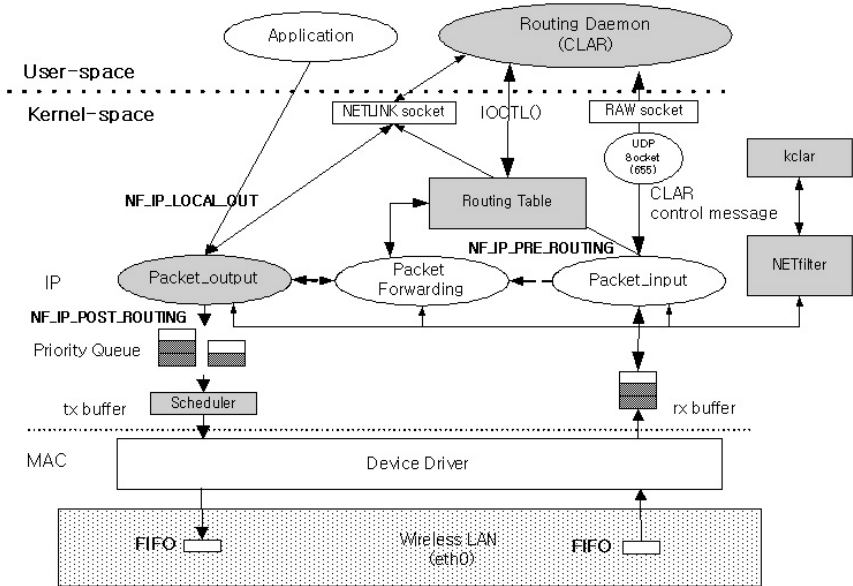 Application
Routing Daemon
(CLAR)
User-space
Kernel-space
NETLINK socket
IOCTL()
RAW socket
UDP
Socket
(655)
kclar
CLAR
control message
NF_IP_LOCAL_OUT
Routing Table
NF_IP_PRE_ROUTING
NETfilter
IP
Packet_output
Packet
Forwarding
Packet_input
NF_IP_POST_ROUTING
Priority Queue
tx buffer
Scheduler
rx buffer
MAC
Device Driver
FIFO
Wireless LAN
(eth0)
FIFO